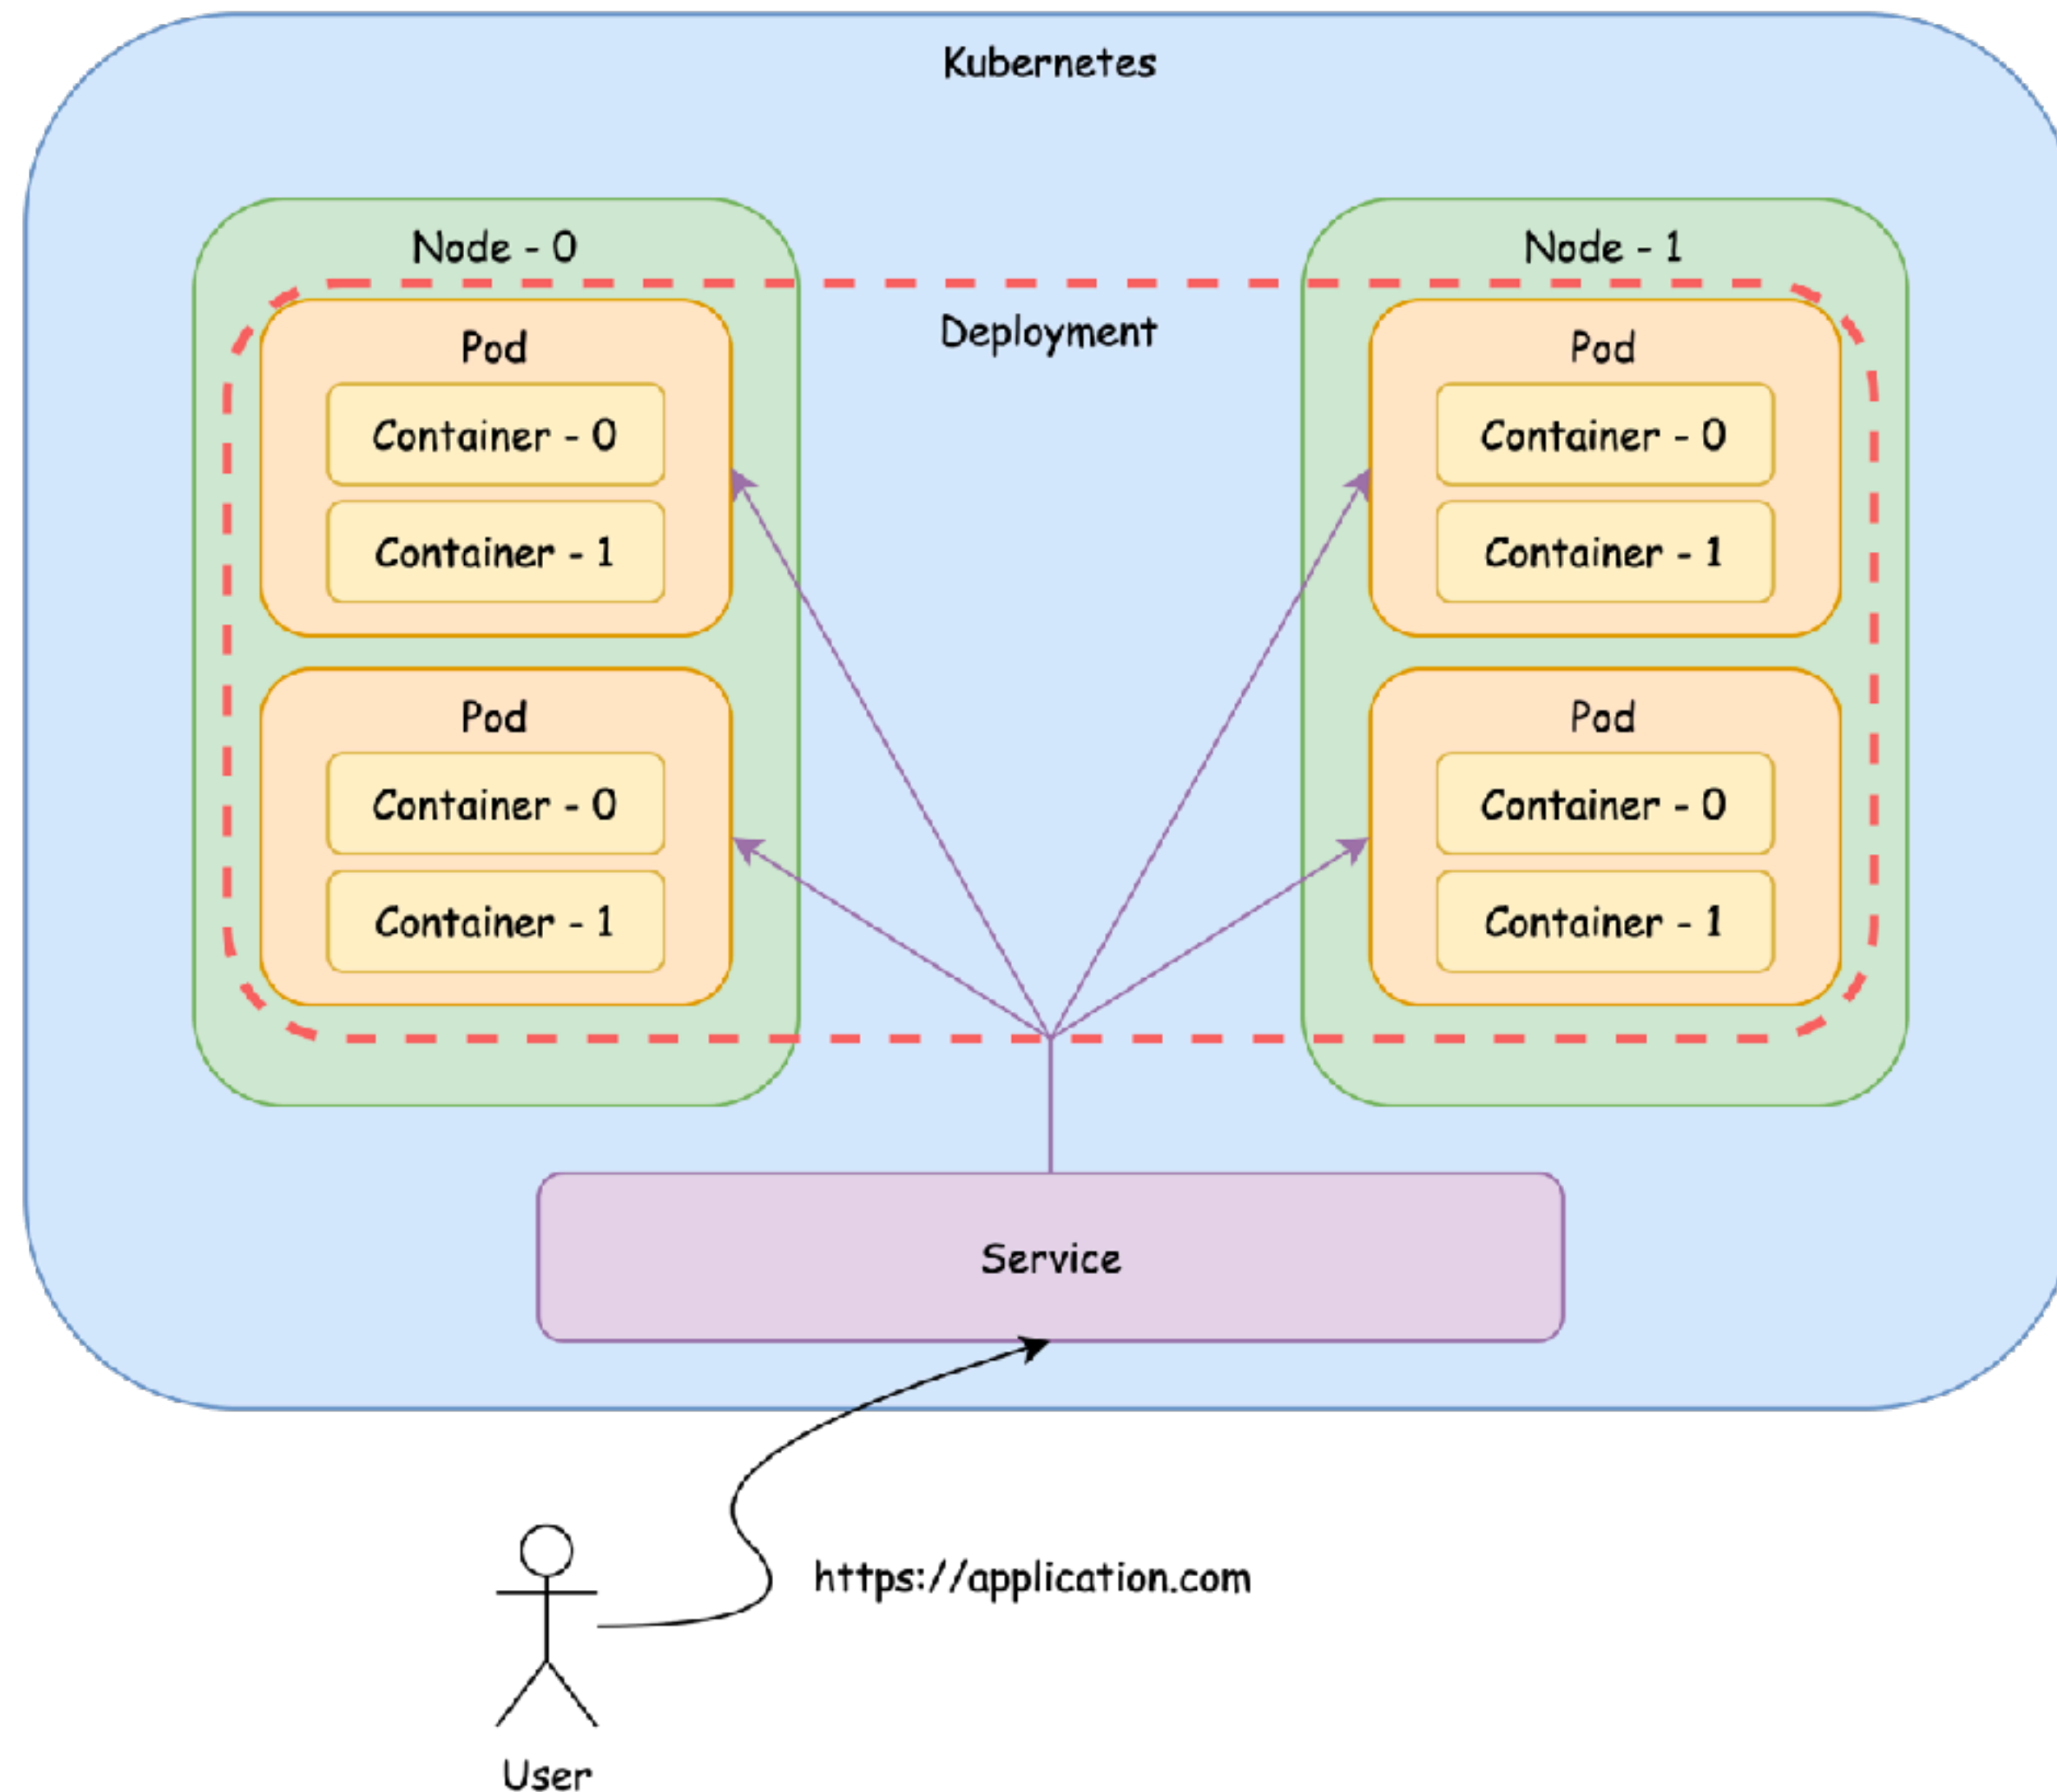 Kubernetes
Node - 0
Node - 1
Deployment
Pod
Container - 0
Container - 1
Pod
Container - 0
Container - 1
Pod
Container - 0
Container - 1
Pod
Container - 0
Container - 1
Service
https://application.com
User